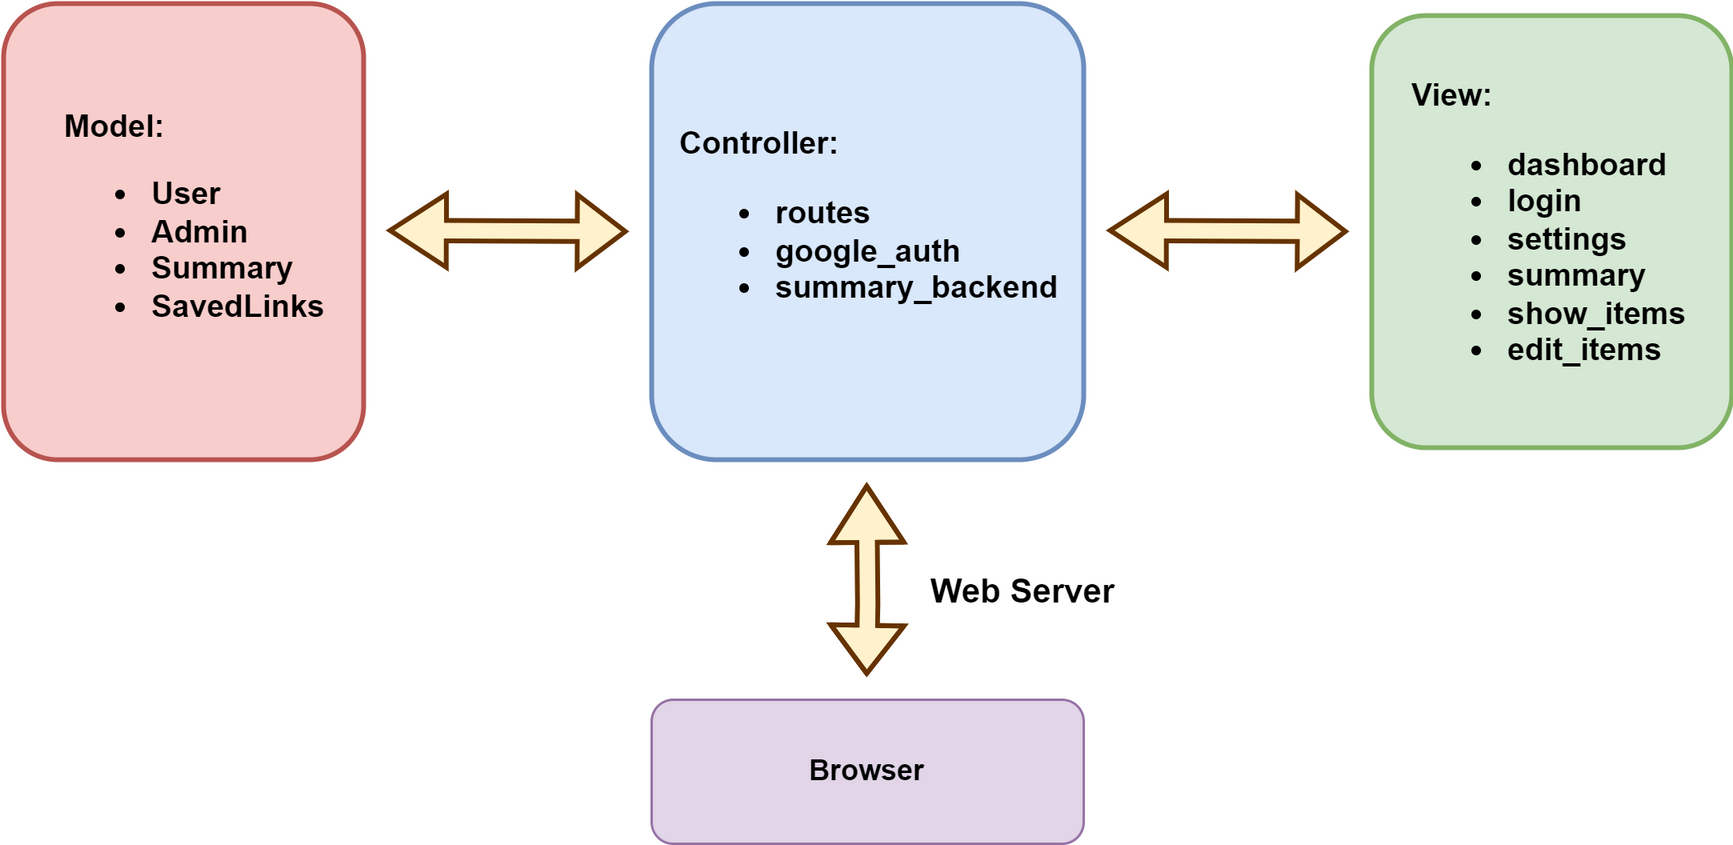 Model:
• User
• Admin
• Summary
• SavedLinks
Controller:
• routes
• google_auth
• summary_backend
View:
• dashboard
• login
• settings
• summary
• show_items
• edit_items
Web Server
Browser